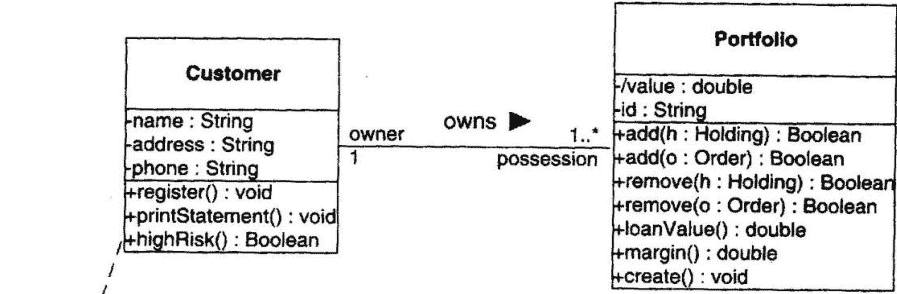 Customer
-name : String
-address : String
-phone : String
+register() : void
+printStatement() : void
+highRisk() : Boolean
owner
1
owns ▶
1..*
possession
Portfolio
-/value : double
-id : String
+add(h : Holding) : Boolean
+add(o : Order) : Boolean
+remove(h : Holding) : Boolean
+remove(o : Order) : Boolean
+loanValue() : double
+margin() : double
+create() : void